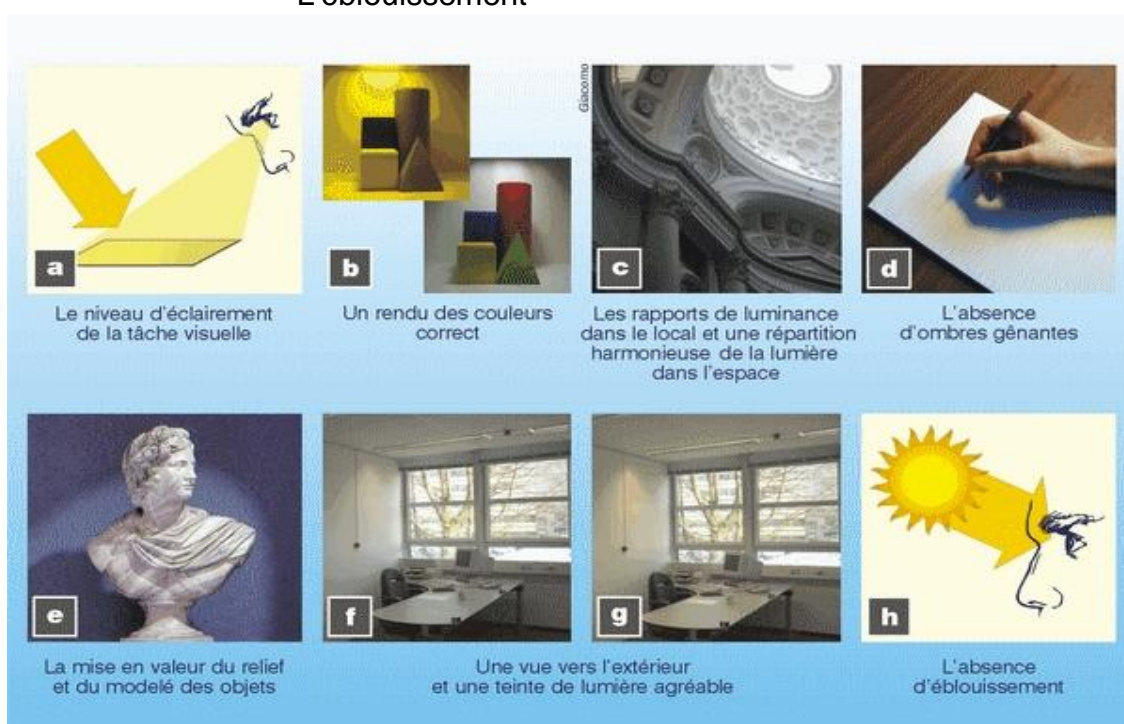 L'éblouissement
Giacomo
a
b
c
d
Le niveau d'éclairement
de la tâche visuelle
Un rendu des couleurs
correct
Les rapports de luminance
dans le local et une répartition
harmonieuse de la lumière
dans l'espace
L'absence
d'ombres gênantes
e
f
g
h
La mise en valeur du relief
et du modelé des objets
Une vue vers l'extérieur
et une teinte de lumière agréable
L'absence
d'éblouissement